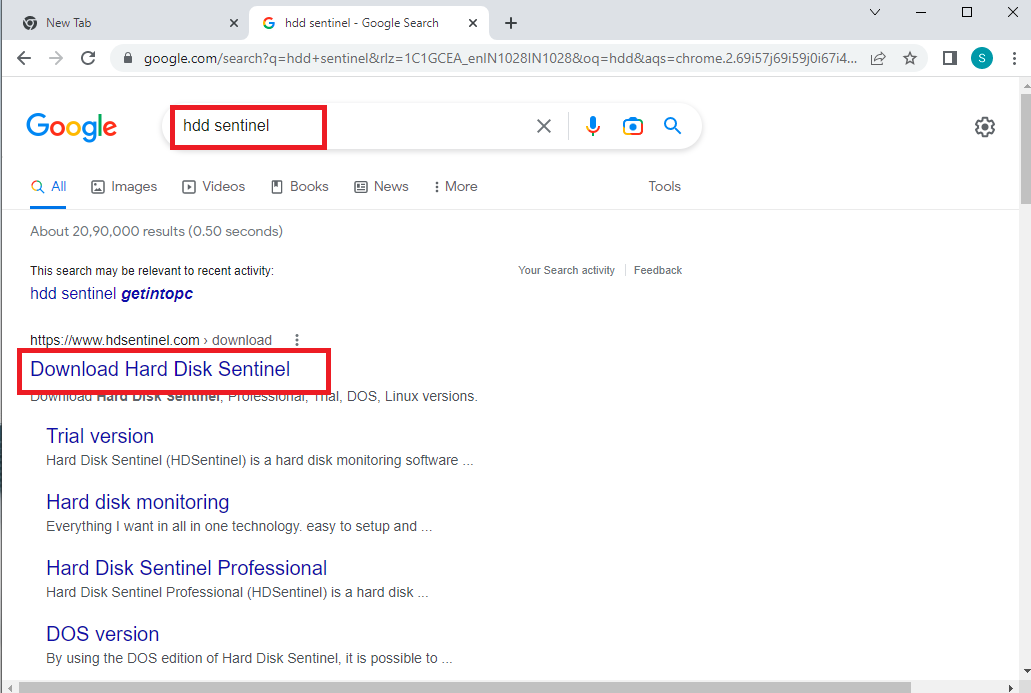 New Tab
hdd sentinel - Google Search
google.com/search?q=hdd+sentinel&rlz=1C1GCEA_enIN1028IN1028&oq=hdd&aqs=chrome.2.69i57j69i59j0i67i4...
S
Google
hdd sentinel
All Images Videos Books News More Tools
About 20,90,000 results (0.50 seconds)
This search may be relevant to recent activity:
Your Search activity Feedback
hdd sentinel getintopc
https://www.hdsentinel.com › download
Download Hard Disk Sentinel
Download Hard Disk Sentinel, Professional, Trial, DOS, Linux versions.
Trial version
Hard Disk Sentinel (HDSentinel) is a hard disk monitoring software ...
Hard disk monitoring
Everything I want in all in one technology. easy to setup and ...
Hard Disk Sentinel Professional
Hard Disk Sentinel Professional (HDSentinel) is a hard disk ...
DOS version
By using the DOS edition of Hard Disk Sentinel, it is possible to ...